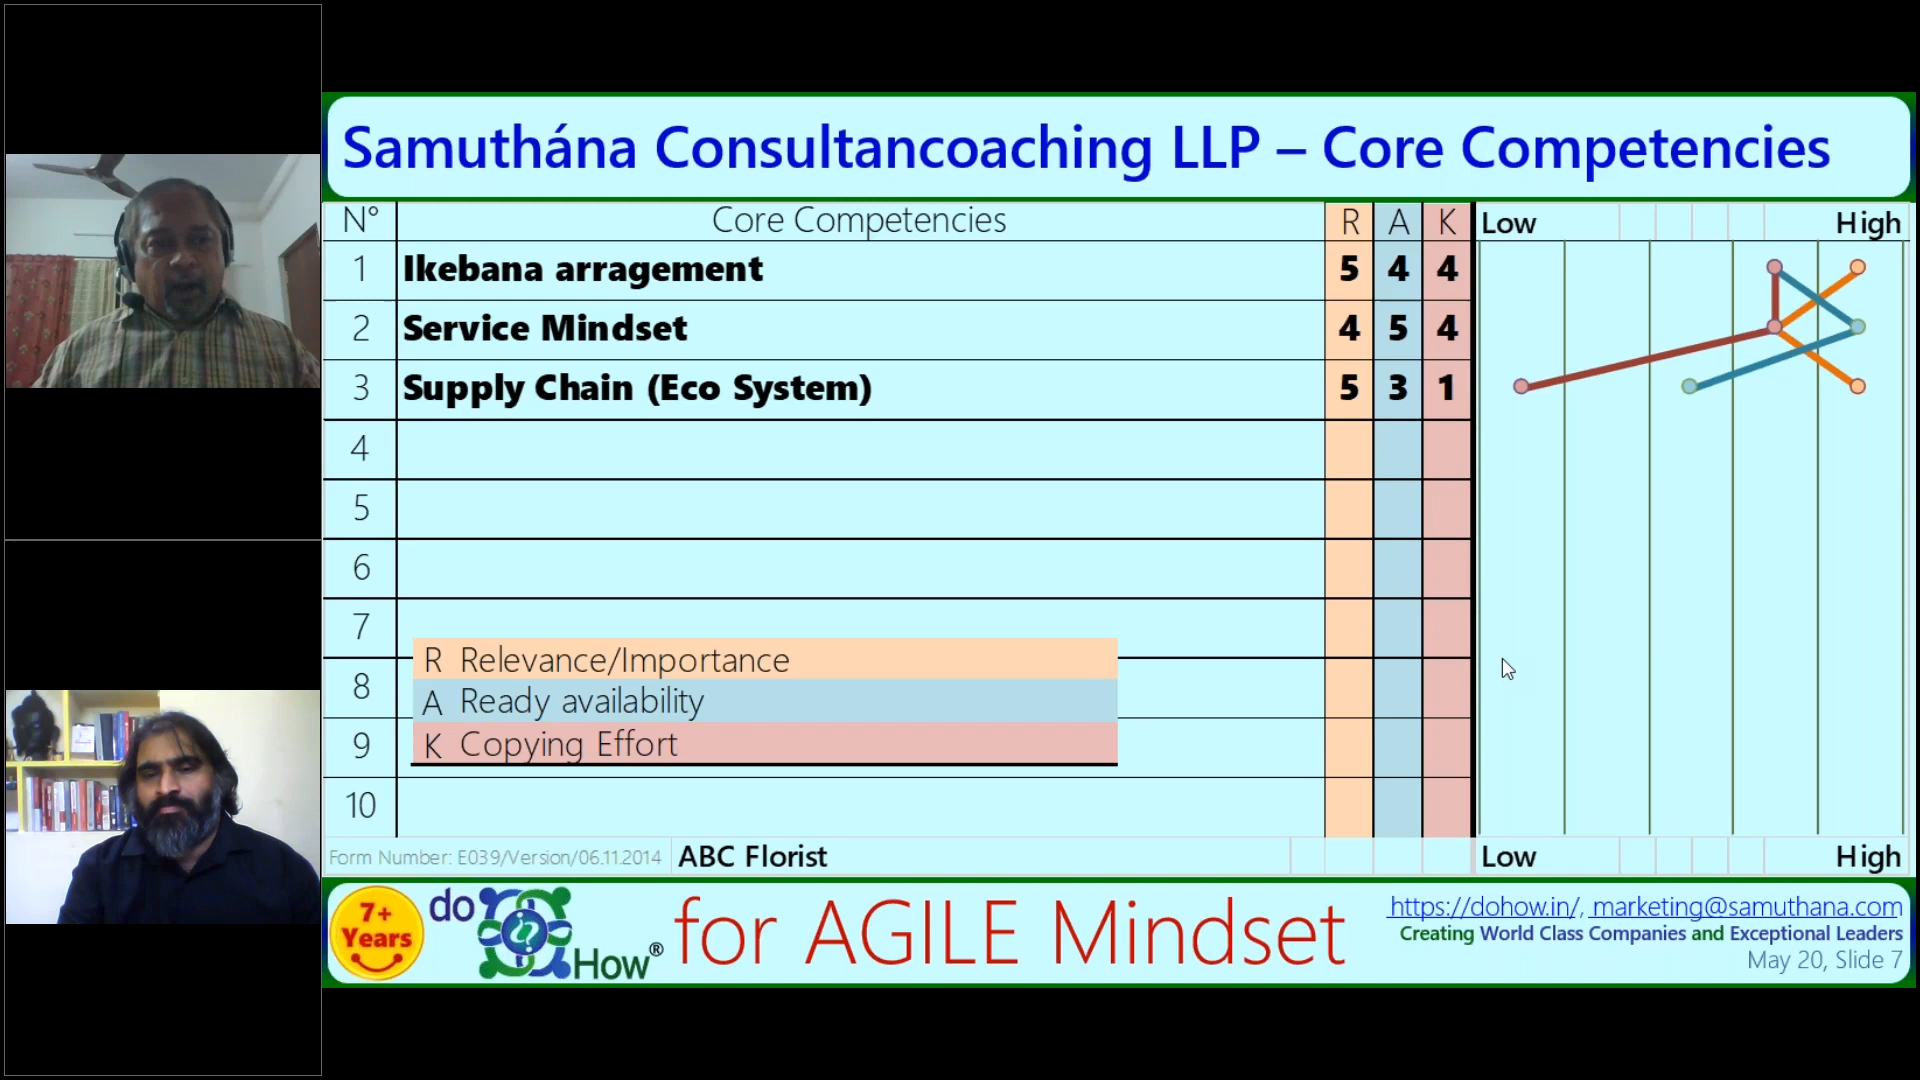 Samuthána Consultancoaching LLP – Core Competencies
N° Core Competencies R A K Low High
1 Ikebana arragement 5 4 4
2 Service Mindset 4 5 4
3 Supply Chain (Eco System) 5 3 1
4
5
6
7
R Relevance/Importance
8
A Ready availability
9
K Copying Effort
10
Form Number: E039/Version/06.11.2014 ABC Florist Low High
7+ Years
do How® for AGILE Mindset
https://dohow.in/, marketing@samuthana.com
Creating World Class Companies and Exceptional Leaders
May 20, Slide 7